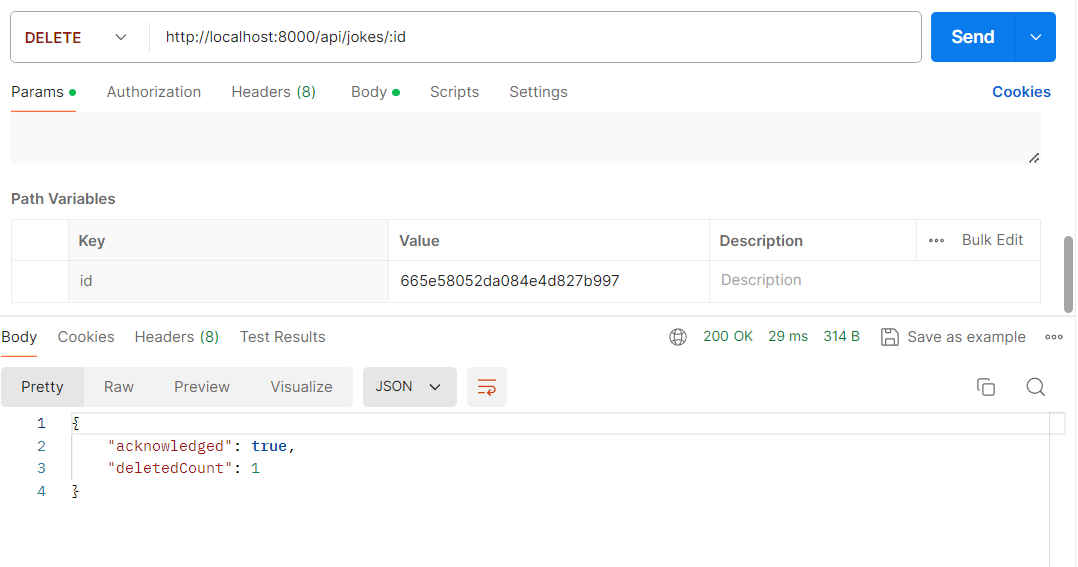 DELETE http://localhost:8000/api/jokes/:id Send
Params Authorization Headers (8) Body Scripts Settings Cookies
Path Variables
Key Value Description Bulk Edit
id 665e58052da084e4d827b997 Description
Body Cookies Headers (8) Test Results 200 OK 29 ms 314 B Save as example
Pretty Raw Preview Visualize JSON
1 {
2 "acknowledged": true,
3 "deletedCount": 1
4 }